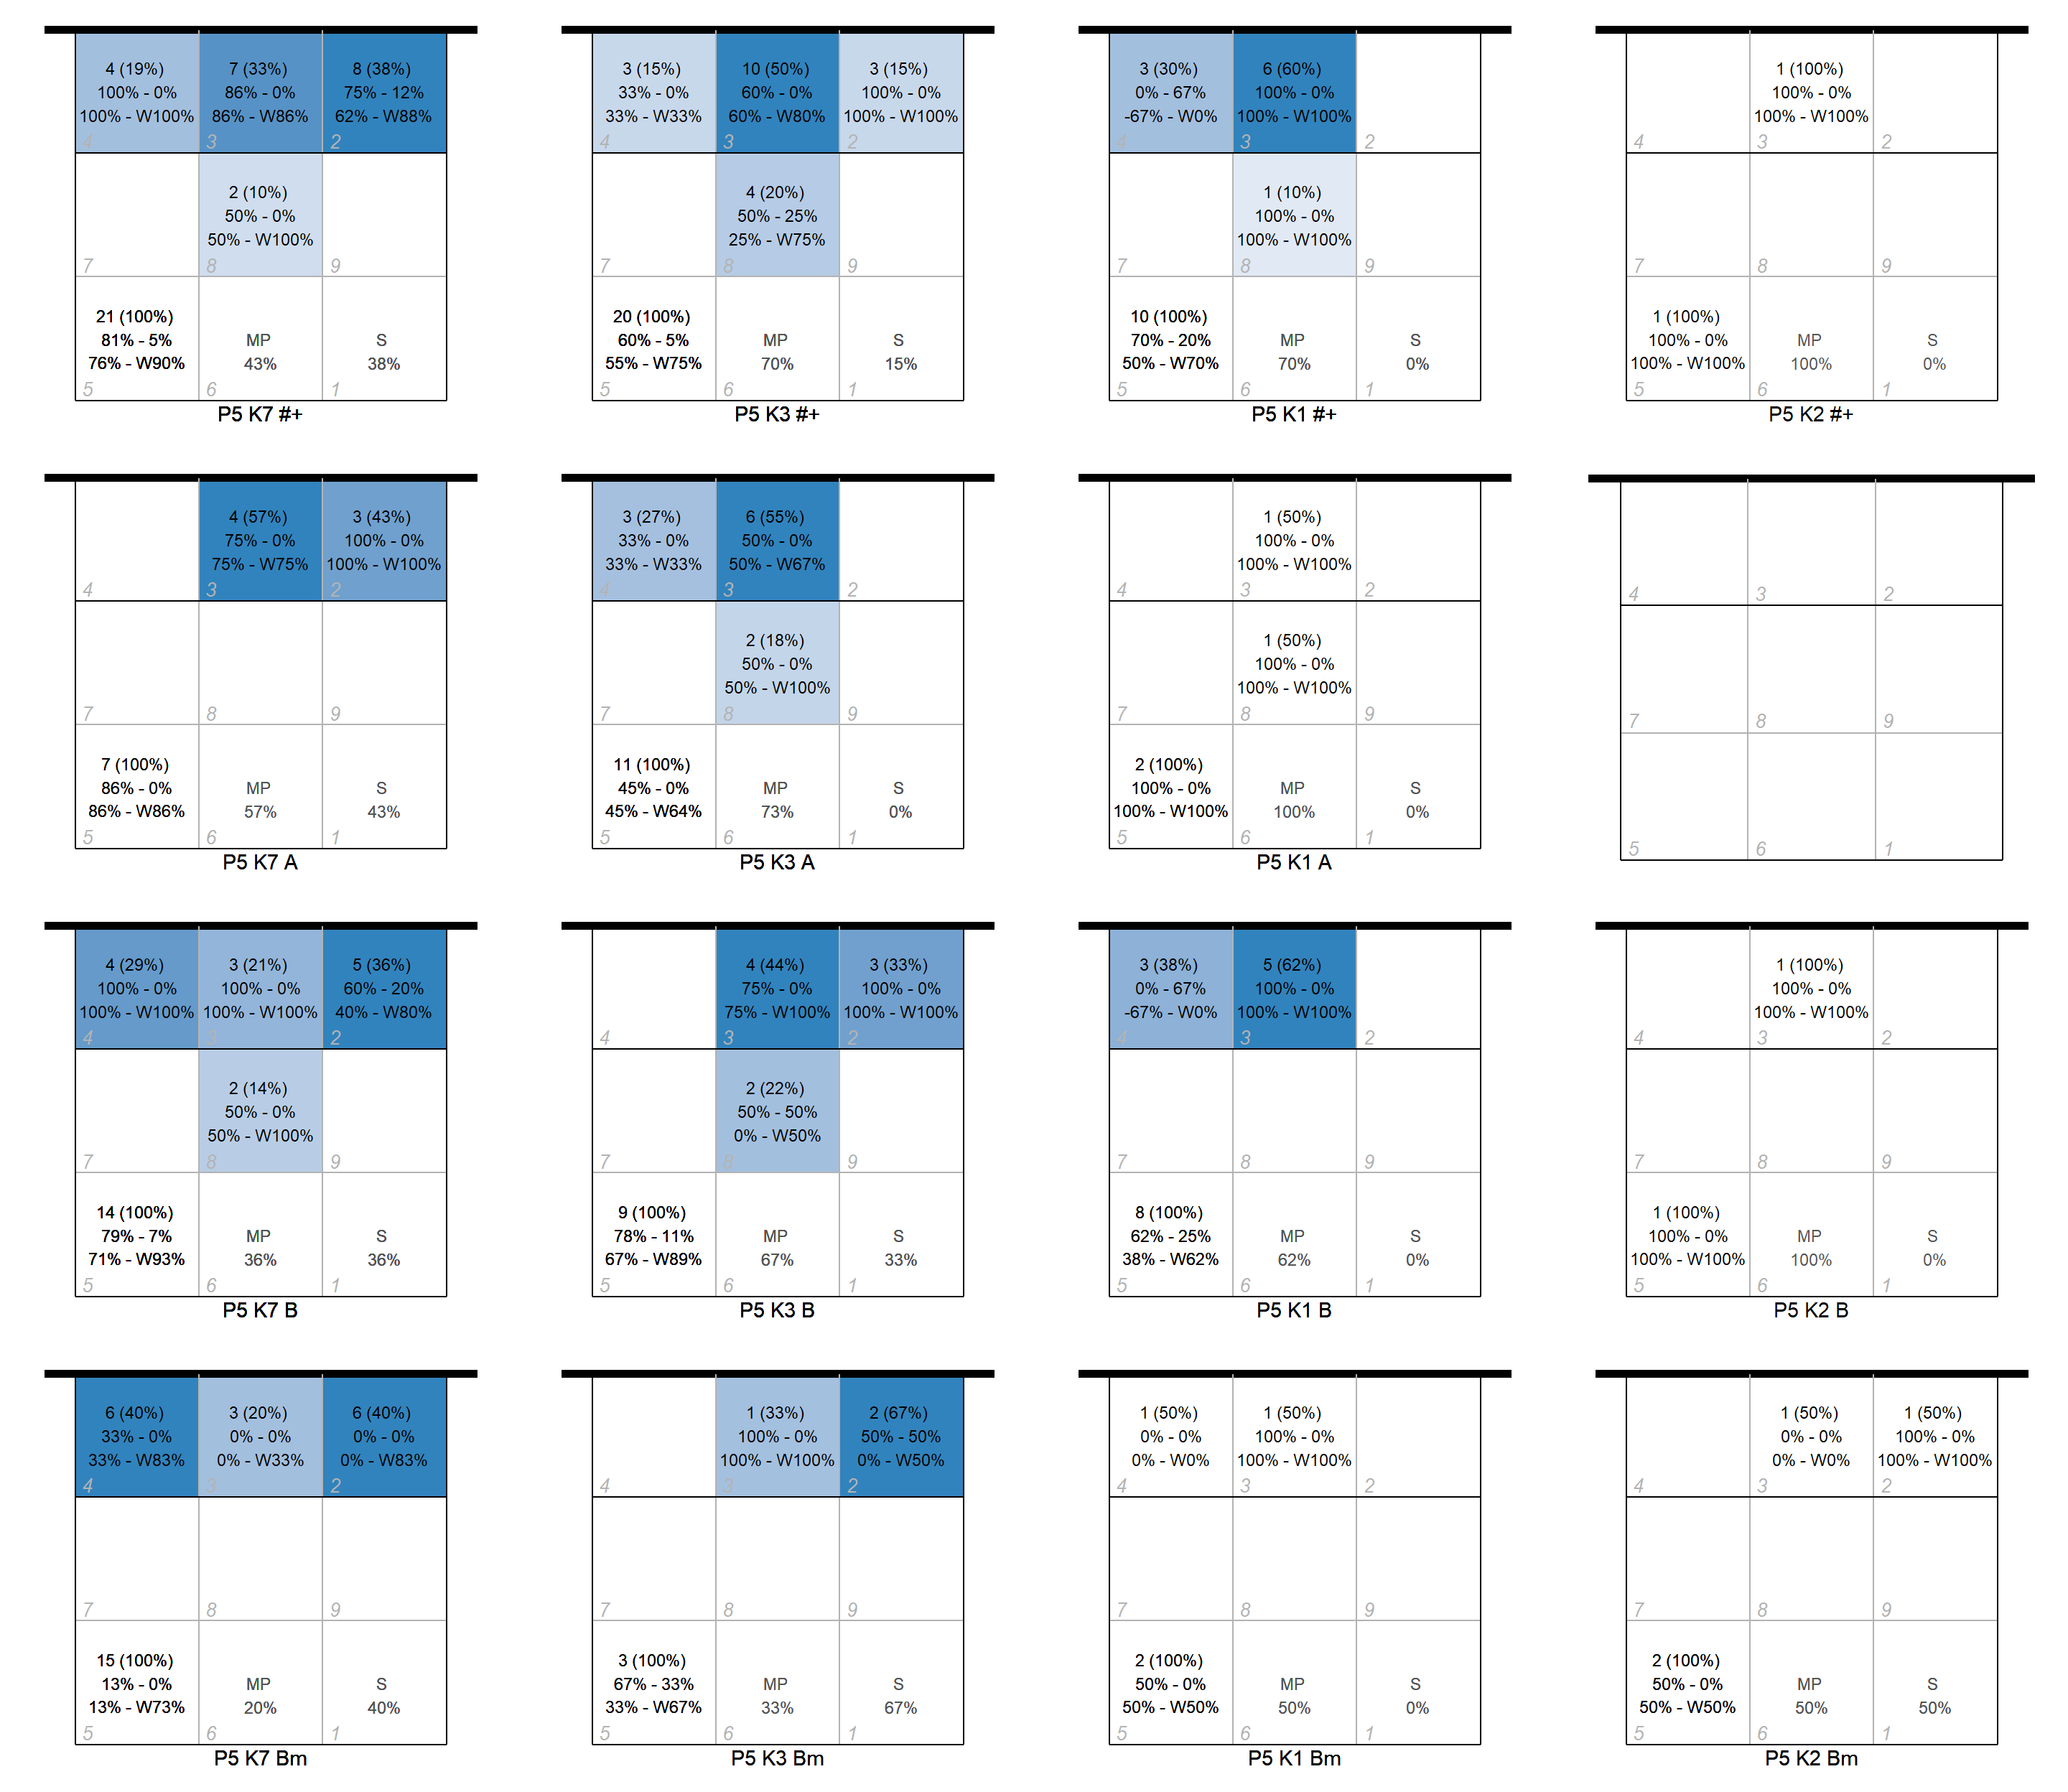 4 (19%)
100% - 0%
100% - W100%
4
7 (33%)
86% - 0%
86% - W86%
3
8 (38%)
75% - 12%
62% - W88%
2
7
2 (10%)
50% - 0%
50% - W100%
8
9
21 (100%)
81% - 5%
76% - W90%
5
MP
43%
6
S
38%
1
P5 K7 #+
3 (15%)
33% - 0%
33% - W33%
4
10 (50%)
60% - 0%
60% - W80%
3
3 (15%)
100% - 0%
100% - W100%
2
7
4 (20%)
50% - 25%
25% - W75%
8
9
20 (100%)
60% - 5%
55% - W75%
5
MP
70%
6
S
15%
1
P5 K3 #+
3 (30%)
0% - 67%
-67% - W0%
4
6 (60%)
100% - 0%
100% - W100%
3
2
7
1 (10%)
100% - 0%
100% - W100%
8
9
10 (100%)
70% - 20%
50% - W70%
5
MP
70%
6
S
0%
1
P5 K1 #+
4
1 (100%)
100% - 0%
100% - W100%
3
2
7
8
9
1 (100%)
100% - 0%
100% - W100%
5
MP
100%
6
S
0%
1
P5 K2 #+
4
4 (57%)
75% - 0%
75% - W75%
3
3 (43%)
100% - 0%
100% - W100%
2
7
8
9
7 (100%)
86% - 0%
86% - W86%
5
MP
57%
6
S
43%
1
P5 K7 A
3 (27%)
33% - 0%
33% - W33%
4
6 (55%)
50% - 0%
50% - W67%
3
2
7
2 (18%)
50% - 0%
50% - W100%
8
9
11 (100%)
45% - 0%
45% - W64%
5
MP
73%
6
S
0%
1
P5 K3 A
4
1 (50%)
100% - 0%
100% - W100%
3
2
7
1 (50%)
100% - 0%
100% - W100%
8
9
2 (100%)
100% - 0%
100% - W100%
5
MP
100%
6
S
0%
1
P5 K1 A
4
3
2
7
8
9
5
6
1
4 (29%)
100% - 0%
100% - W100%
4
3 (21%)
100% - 0%
100% - W100%
3
5 (36%)
60% - 20%
40% - W80%
2
7
2 (14%)
50% - 0%
50% - W100%
8
9
14 (100%)
79% - 7%
71% - W93%
5
MP
36%
6
S
36%
1
P5 K7 B
4
4 (44%)
75% - 0%
75% - W100%
3
3 (33%)
100% - 0%
100% - W100%
2
7
2 (22%)
50% - 50%
0% - W50%
8
9
9 (100%)
78% - 11%
67% - W89%
5
MP
67%
6
S
33%
1
P5 K3 B
3 (38%)
0% - 67%
-67% - W0%
4
5 (62%)
100% - 0%
100% - W100%
3
2
7
8
9
8 (100%)
62% - 25%
38% - W62%
5
MP
62%
6
S
0%
1
P5 K1 B
4
1 (100%)
100% - 0%
100% - W100%
3
2
7
8
9
1 (100%)
100% - 0%
100% - W100%
5
MP
100%
6
S
0%
1
P5 K2 B
6 (40%)
33% - 0%
33% - W83%
4
3 (20%)
0% - 0%
0% - W33%
3
6 (40%)
0% - 0%
0% - W83%
2
7
8
9
15 (100%)
13% - 0%
13% - W73%
5
MP
20%
6
S
40%
1
P5 K7 Bm
4
1 (33%)
100% - 0%
100% - W100%
3
2 (67%)
50% - 50%
0% - W50%
2
7
8
9
3 (100%)
67% - 33%
33% - W67%
5
MP
33%
6
S
67%
1
P5 K3 Bm
1 (50%)
0% - 0%
0% - W0%
4
1 (50%)
100% - 0%
100% - W100%
3
2
7
8
9
2 (100%)
50% - 0%
50% - W50%
5
MP
50%
6
S
0%
1
P5 K1 Bm
4
1 (50%)
0% - 0%
0% - W0%
3
1 (50%)
100% - 0%
100% - W100%
2
7
8
9
2 (100%)
50% - 0%
50% - W50%
5
MP
50%
6
S
50%
1
P5 K2 Bm